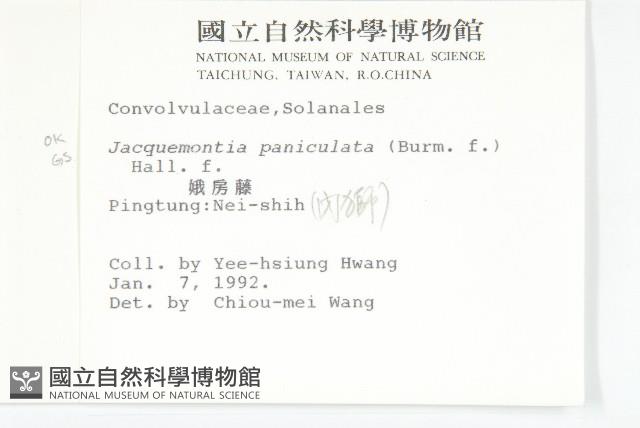 國立自然科學博物館
NATIONAL MUSEUM OF NATURAL SCIENCE
TAICHUNG, TAIWAN, R.O.CHINA
Convolvulaceae,Solanales
OK
GS
Jacquemontia paniculata (Burm. f.)
Hall. f.
娥房藤
Pingtung:Nei-shih (內獅)
Coll. by Yee-hsiung Hwang
Jan. 7, 1992.
Det. by Chiou-mei Wang
國立自然科學博物館
NATIONAL MUSEUM OF NATURAL SCIENCE